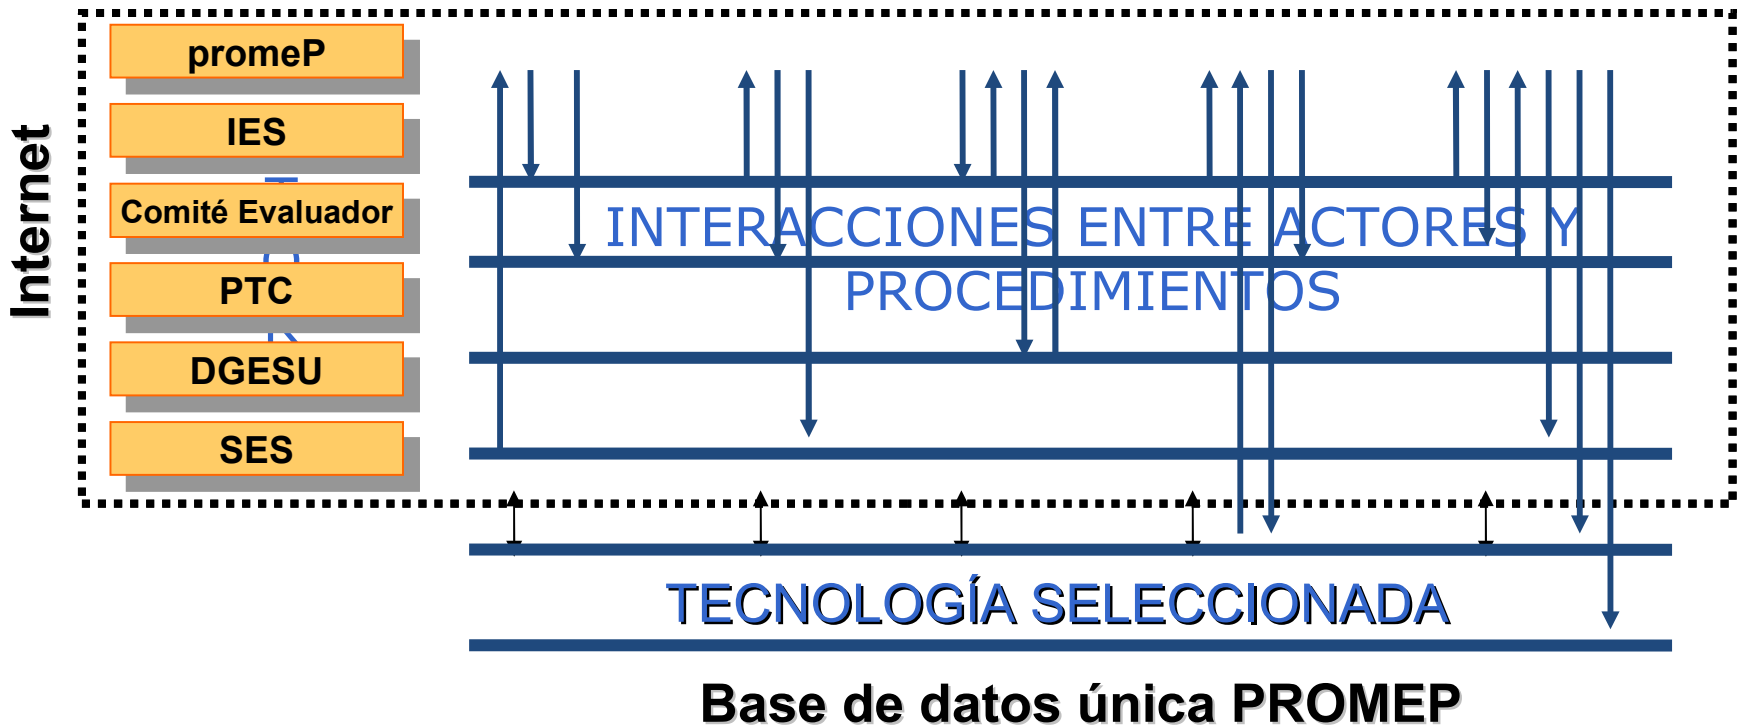 Internet
promeP
IES
Comité Evaluador
PTC
DGESU
SES
INTERACCIONES ENTRE ACTORES Y
PROCEDIMIENTOS
TECNOLOGÍA SELECCIONADA
Base de datos única PROMEP